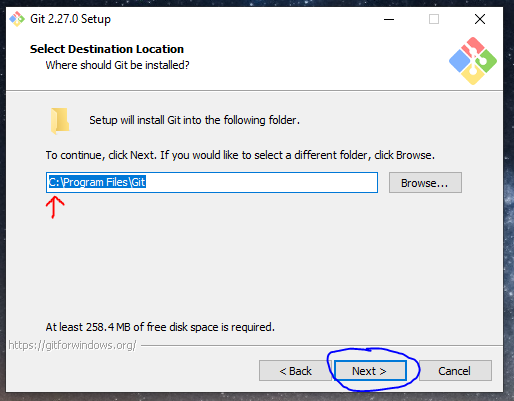 Git 2.27.0 Setup
Select Destination Location
Where should Git be installed?
Setup will install Git into the following folder.
To continue, click Next. If you would like to select a different folder, click Browse.
C:\Program Files\Git
Browse...
At least 258.4 MB of free disk space is required.
https://gitforwindows.org/
< Back
Next >
Cancel